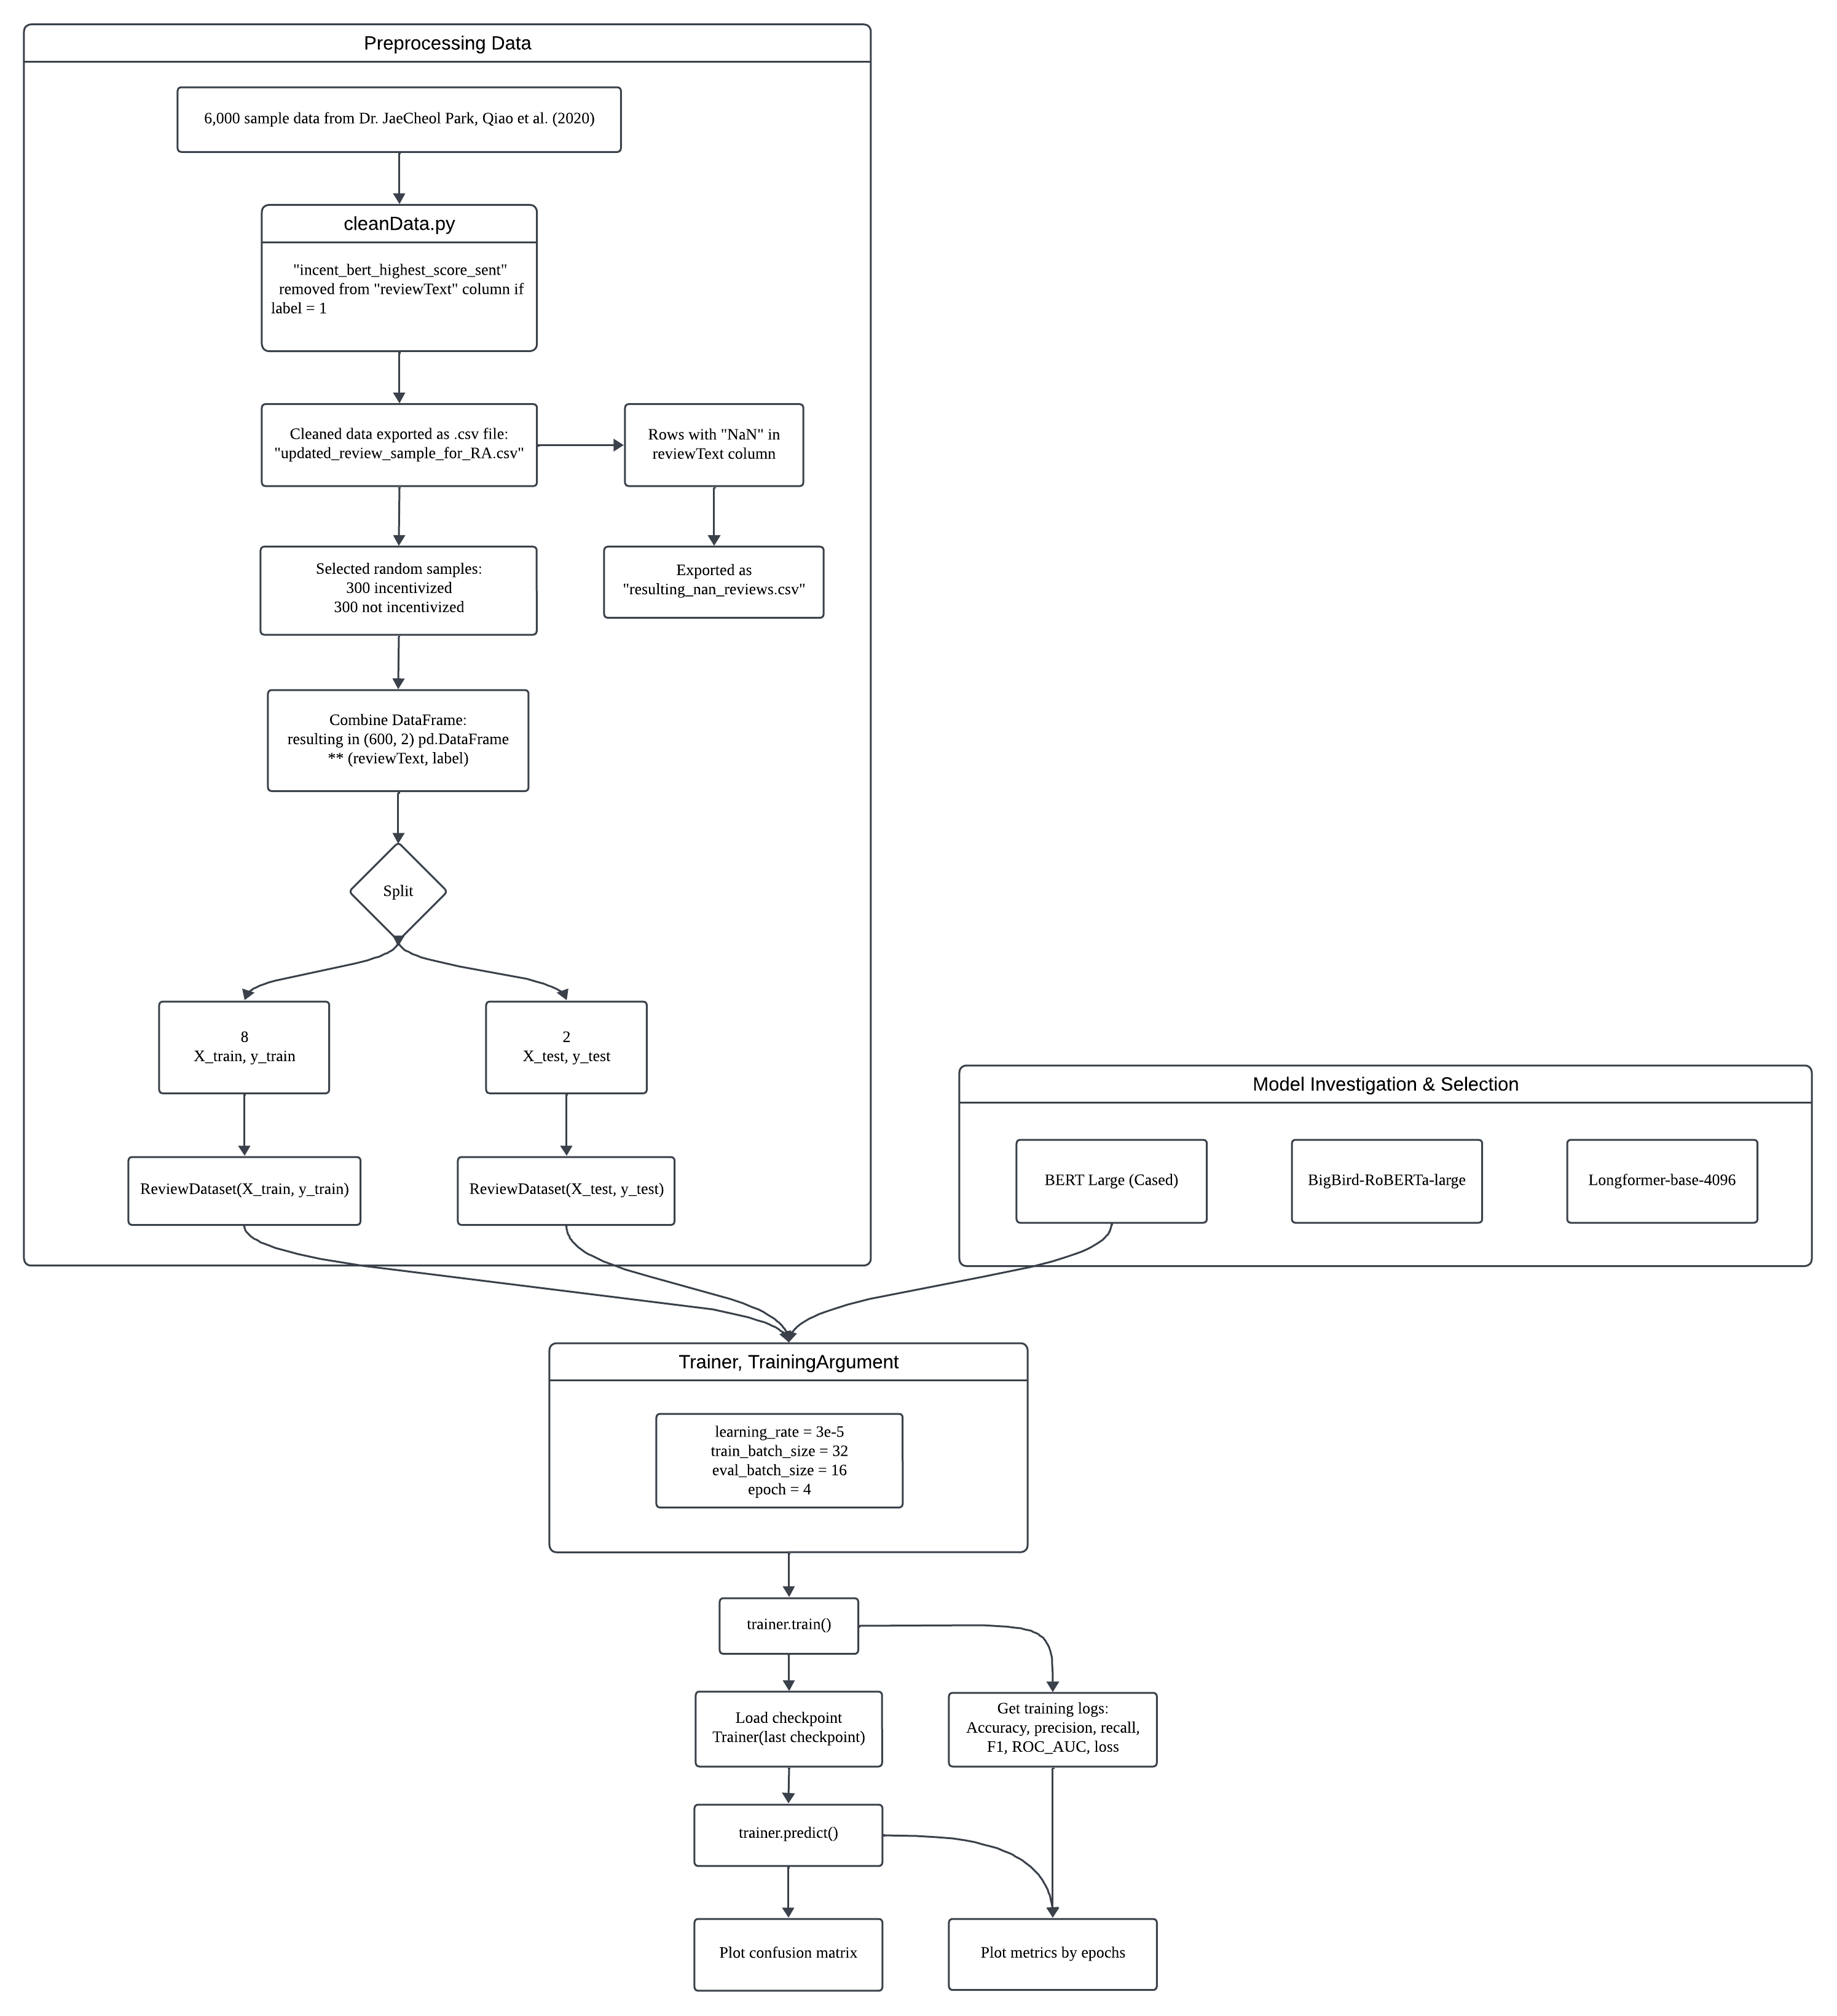 Preprocessing Data
6,000 sample data from Dr. JaeCheol Park, Qiao et al. (2020)
cleanData.py
"incent_bert_highest_score_sent"
removed from "reviewText" column if
label = 1
Cleaned data exported as .csv file:
"updated_review_sample_for_RA.csv"
Rows with "NaN" in
reviewText column
Selected random samples:
300 incentivized
300 not incentivized
Exported as
"resulting_nan_reviews.csv"
Combine DataFrame:
resulting in (600, 2) pd.DataFrame
** (reviewText, label)
Split
8
X_train, y_train
2
X_test, y_test
ReviewDataset(X_train, y_train)
ReviewDataset(X_test, y_test)
Model Investigation & Selection
BERT Large (Cased)
BigBird-RoBERTa-large
Longformer-base-4096
Trainer, TrainingArgument
learning_rate = 3e-5
train_batch_size = 32
eval_batch_size = 16
epoch = 4
trainer.train()
Load checkpoint
Trainer(last checkpoint)
Get training logs:
Accuracy, precision, recall,
F1, ROC_AUC, loss
trainer.predict()
Plot confusion matrix
Plot metrics by epochs